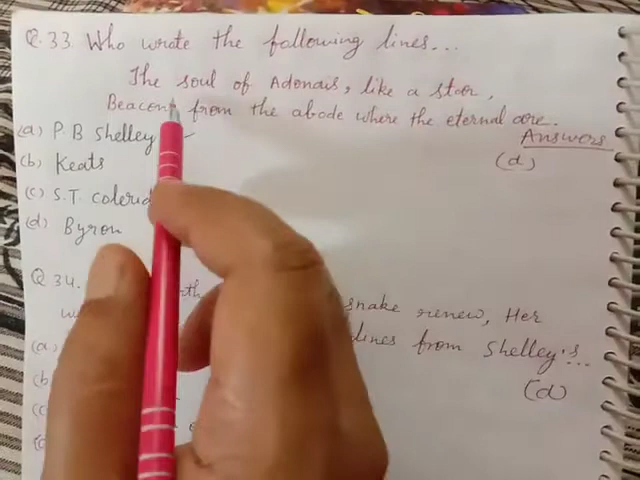 Q.33. Who wrote the following lines...
The soul of Adonais, like a star,
Beacons from the abode where the eternal are.
Answers
(a) P.B Shelley
(d)
(b) Keats
(c) S.T. colerid
(d) Byron
Q 34.
snake renew, Her
lines from Shelley's...
(a)
(d)
(b
(c